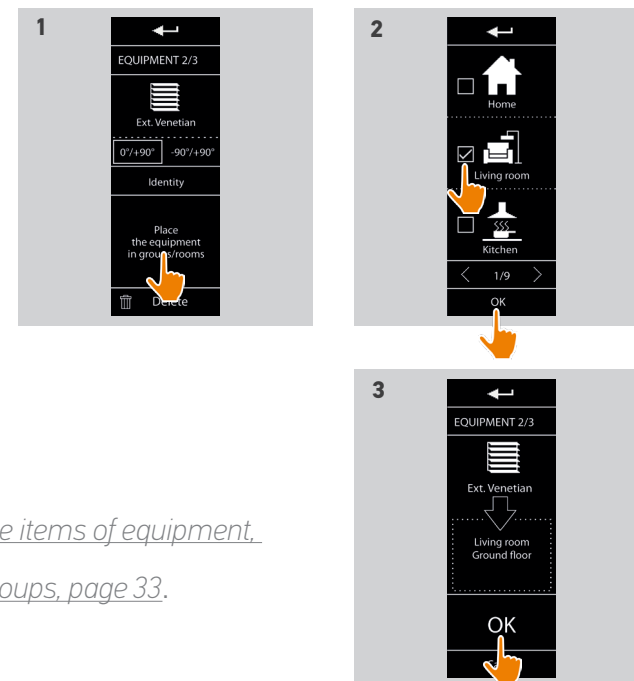 1
EQUIPMENT 2/3
Ext. Venetian
0°/+90° -90°/+90°
Identity
Place
the equipment
in groups/rooms
Delete
2
Home
Living room
Kitchen
1/9
OK
3
EQUIPMENT 2/3
Ext. Venetian
Living room
Ground floor
OK
items of equipment,
page 33.